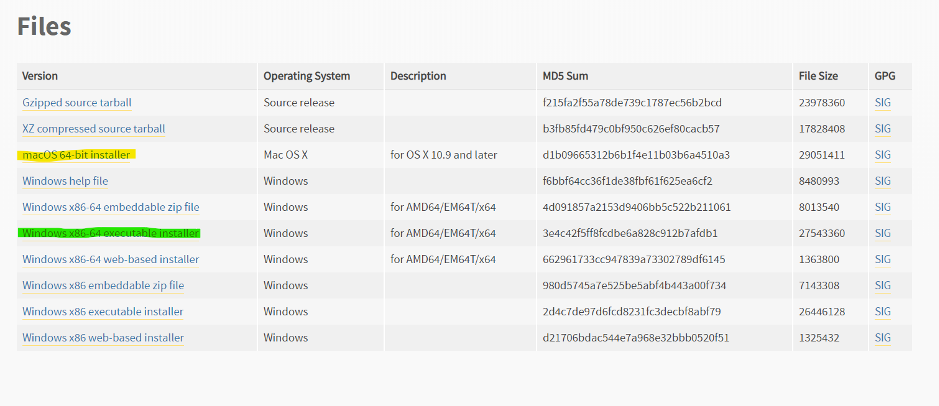 Files
Version Operating System Description MD5 Sum File Size GPG
Gzipped source tarball Source release f215fa2f55a78de739c1787ec56b2bcd 23978360 SIG
XZ compressed source tarball Source release b3fb85fd479c0bf950c626ef80cacb57 17828408 SIG
macOS 64-bit installer Mac OS X for OS X 10.9 and later d1b09665312b6b1f4e11b03b6a4510a3 29051411 SIG
Windows help file Windows f6bbf64cc36f1de38fbf61f625ea6cf2 8480993 SIG
Windows x86-64 embeddable zip file Windows for AMD64/EM64T/x64 4d091857a2153d9406bb5c522b211061 8013540 SIG
Windows x86-64 executable installer Windows for AMD64/EM64T/x64 3e4c42f5ff8fcdbe6a828c912b7afdb1 27543360 SIG
Windows x86-64 web-based installer Windows for AMD64/EM64T/x64 662961733cc947839a73302789df6145 1363800 SIG
Windows x86 embeddable zip file Windows 980d5745a7e525be5abf4b443a00f734 7143308 SIG
Windows x86 executable installer Windows 2d4c7de97d6fcd8231fc3decbf8abf79 26446128 SIG
Windows x86 web-based installer Windows d21706bdac544e7a968e32bbb0520f51 1325432 SIG